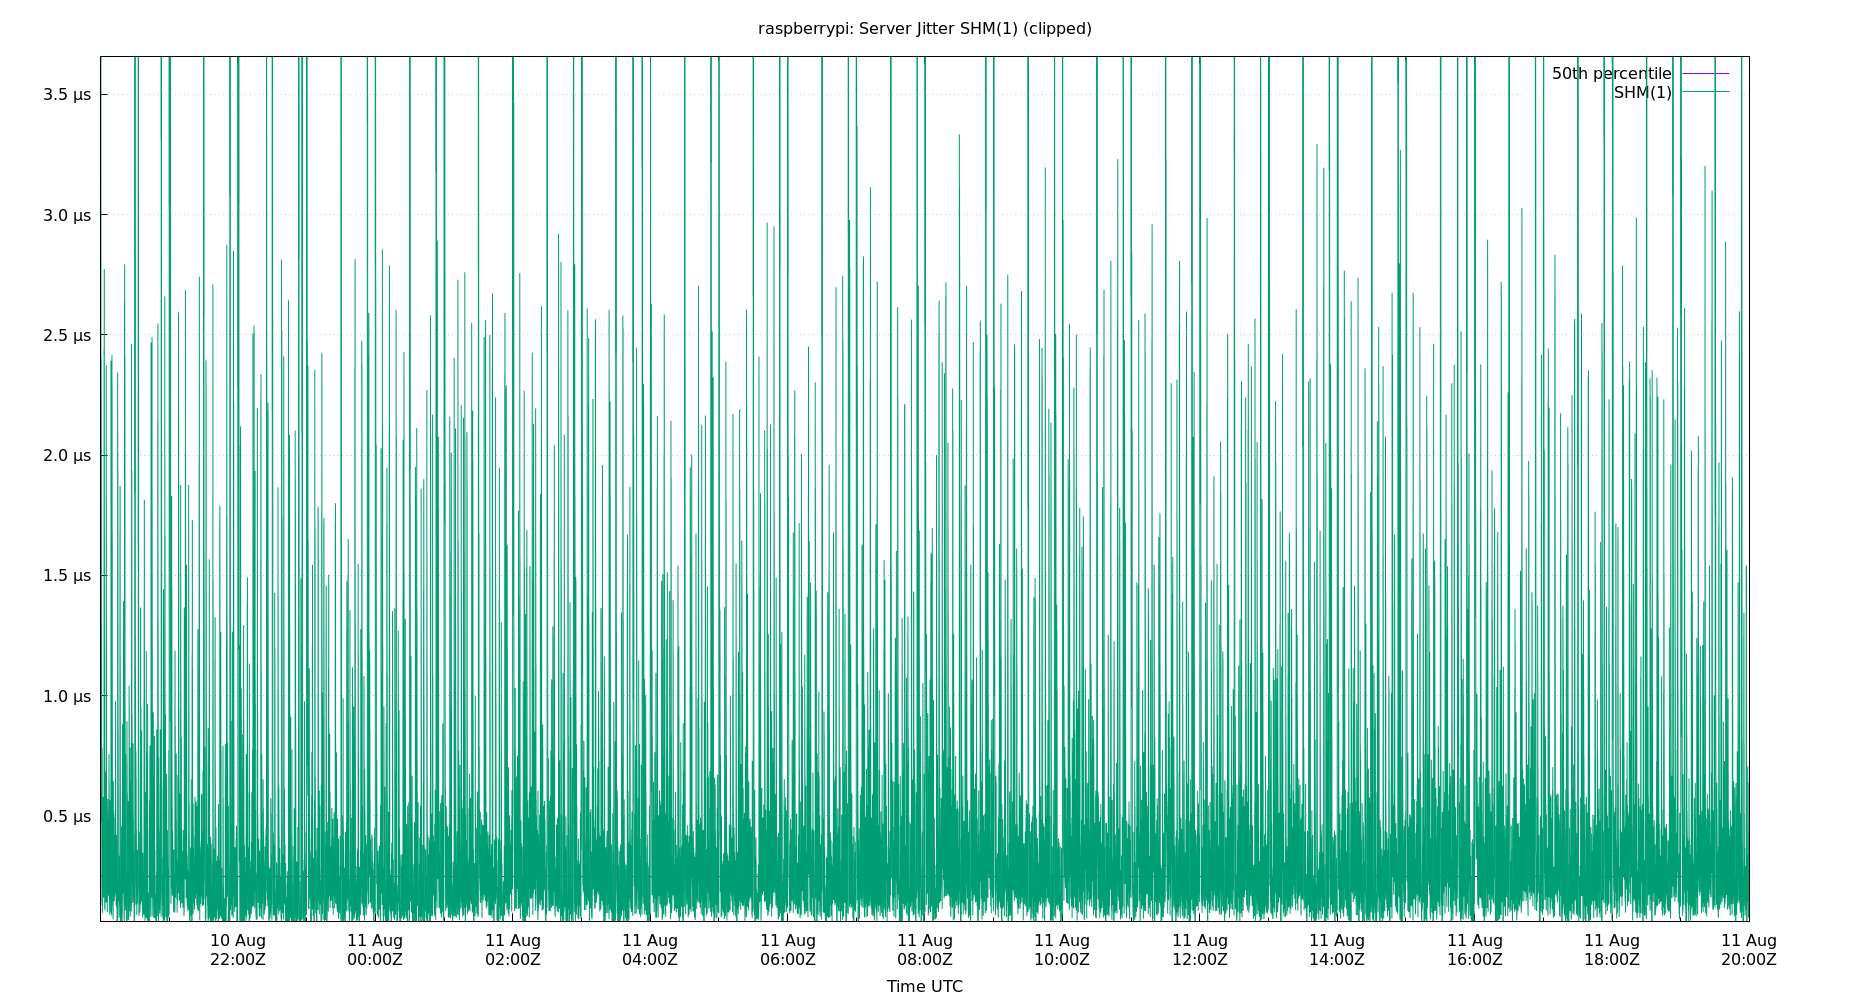 raspberrypi: Server Jitter SHM(1) (clipped)
50th percentile
SHM(1)
3.5 µs
3.0 µs
2.5 µs
2.0 µs
1.5 µs
1.0 µs
0.5 µs
10 Aug 11 Aug 11 Aug 11 Aug 11 Aug 11 Aug 11 Aug 11 Aug 11 Aug 11 Aug 11 Aug 11 Aug
22:00Z 00:00Z 02:00Z 04:00Z 06:00Z 08:00Z 10:00Z 12:00Z 14:00Z 16:00Z 18:00Z 20:00Z
Time UTC